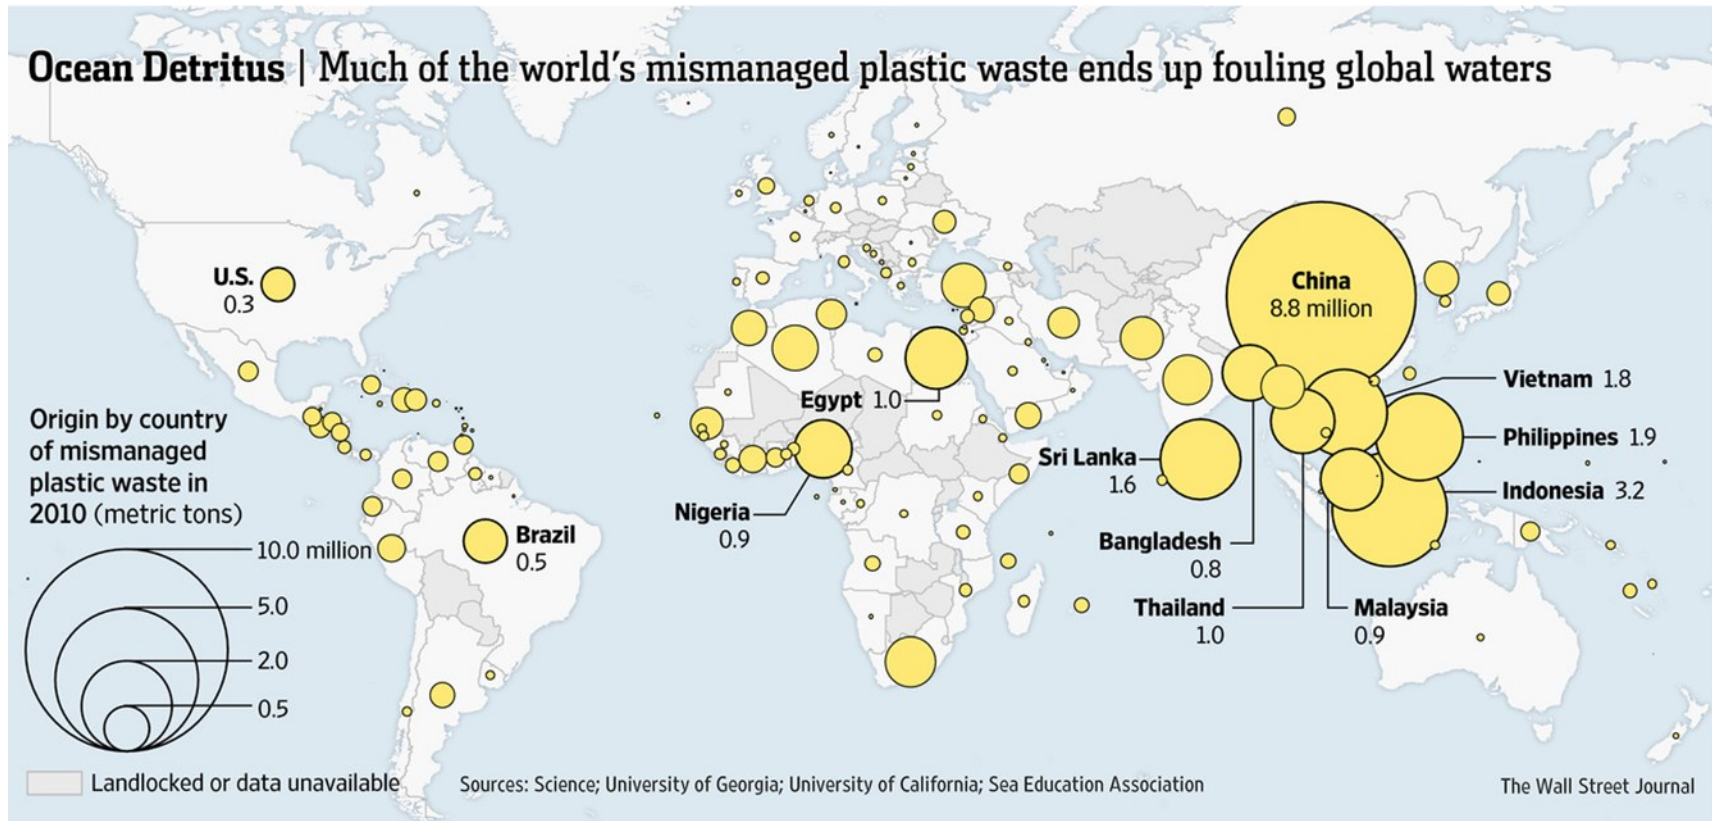 Ocean Detritus | Much of the world's mismanaged plastic waste ends up fouling global waters
U.S.
0.3
China
8.8 million
Vietnam 1.8
Egypt 1.0
Origin by country
of mismanaged
plastic waste in
2010 (metric tons)
Philippines 1.9
Sri Lanka
1.6
Indonesia 3.2
Nigeria
0.9
Brazil
0.5
Bangladesh
0.8
10.0 million
Thailand
1.0
Malaysia
0.9
5.0
2.0
0.5
Landlocked or data unavailable
Sources: Science; University of Georgia; University of California; Sea Education Association
The Wall Street Journal